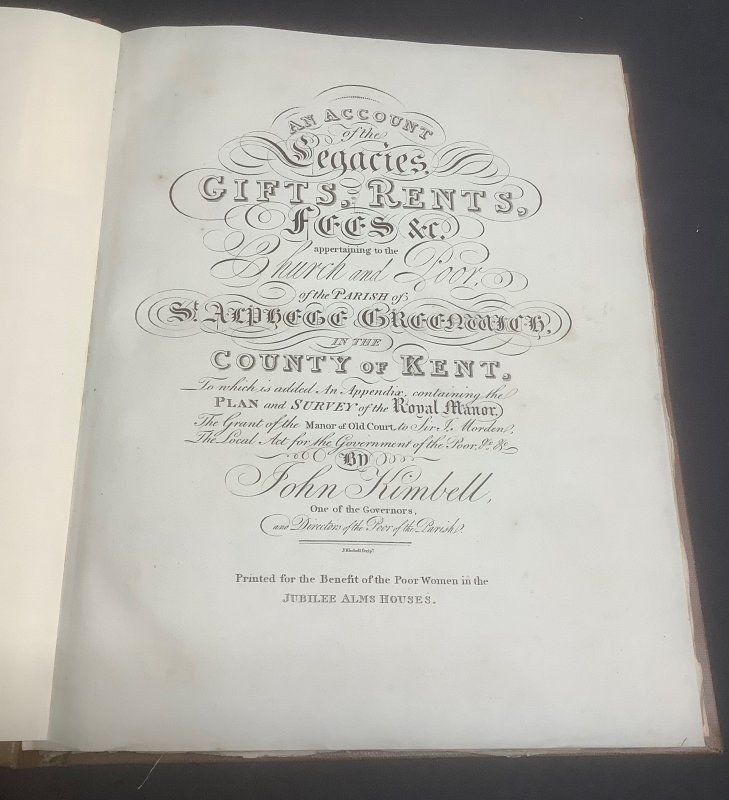 AN ACCOUNT
of the
Legacies,
GIFTS, RENTS,
FEES &c.
appertaining to the
Church and Poor,
of the PARISH of
St. ALPHEGE GREENWICH,
IN THE
COUNTY OF KENT,
To which is added An Appendix, containing the
PLAN and SURVEY of the Royal Manor,
The Grant of the Manor of Old Court, to Sir J. Morden,
The Local Act for the Government of the Poor, &c &c
By
John Kimbell,
One of the Governors,
and Directors of the Poor of the Parish.
Printed for the Benefit of the Poor Women in the
JUBILEE ALMS HOUSES.